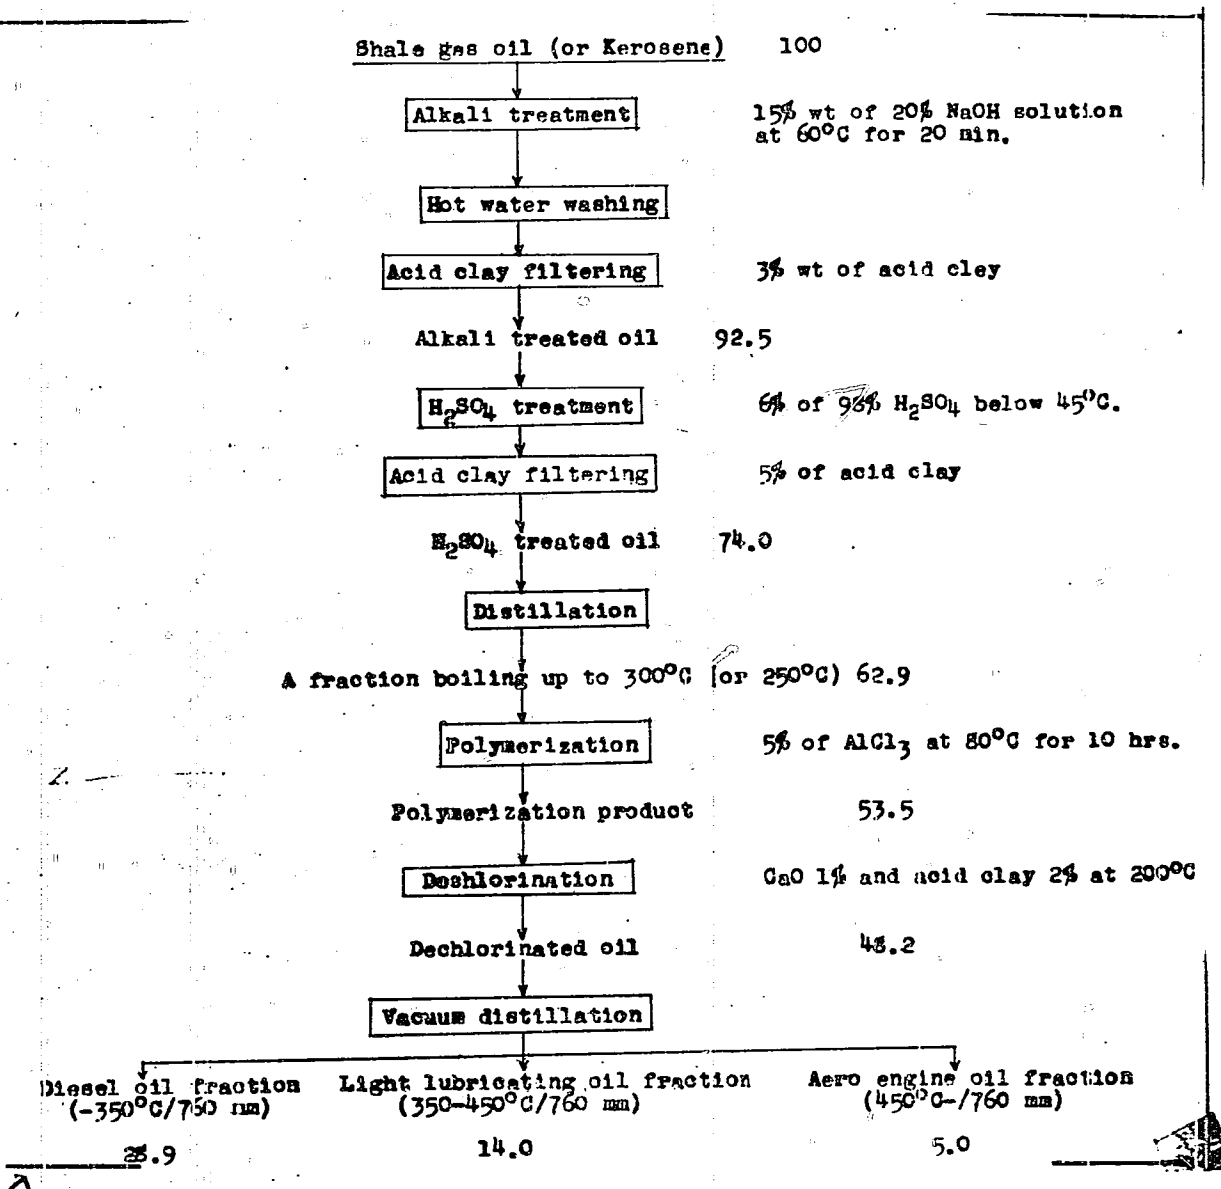 Shale gas oil (or Kerosene) 100
Alkali treatment
15% wt of 20% NaOH solution
at 60°C for 20 min.
Hot water washing
Acid clay filtering
3% wt of acid cley
Alkali treated oil 92.5
H₂SO₄ treatment
6% of 98% H₂SO₄ below 45°C.
Acid clay filtering
5% of acid clay
H₂SO₄ treated oil 74.0
Distillation
A fraction boiling up to 300°C (or 250°C) 62.9
Polymerization
5% of AlCl₃ at 80°C for 10 hrs.
Polymerization product 53.5
Dechlorination
CaO 1% and acid clay 2% at 200°C
Dechlorinated oil 48.2
Vacuum distillation
Diesel oil fraction
(-350°C/760 mm)
28.9
Light lubricating oil fraction
(350-450°C/760 mm)
14.0
Aero engine oil fraction
(450°C-/760 mm)
5.0